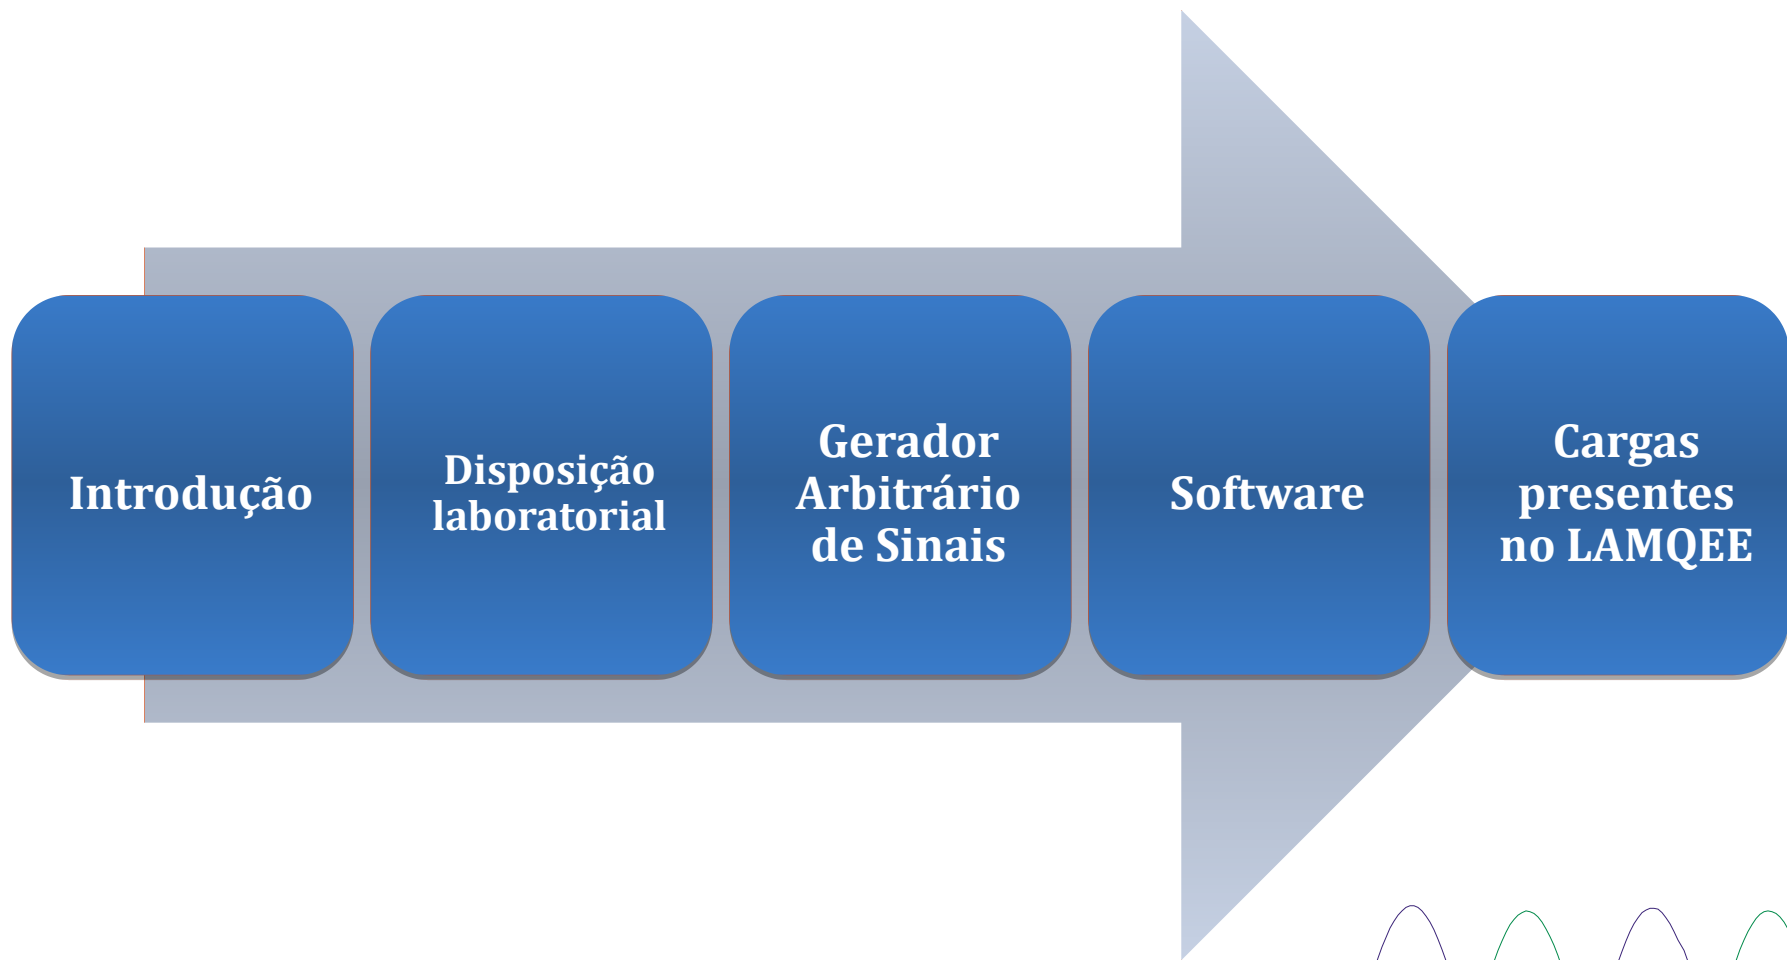 Introdução
Disposição
laboratorial
Gerador
Arbitrário
de Sinais
Software
Cargas
presentes
no LAMQEE